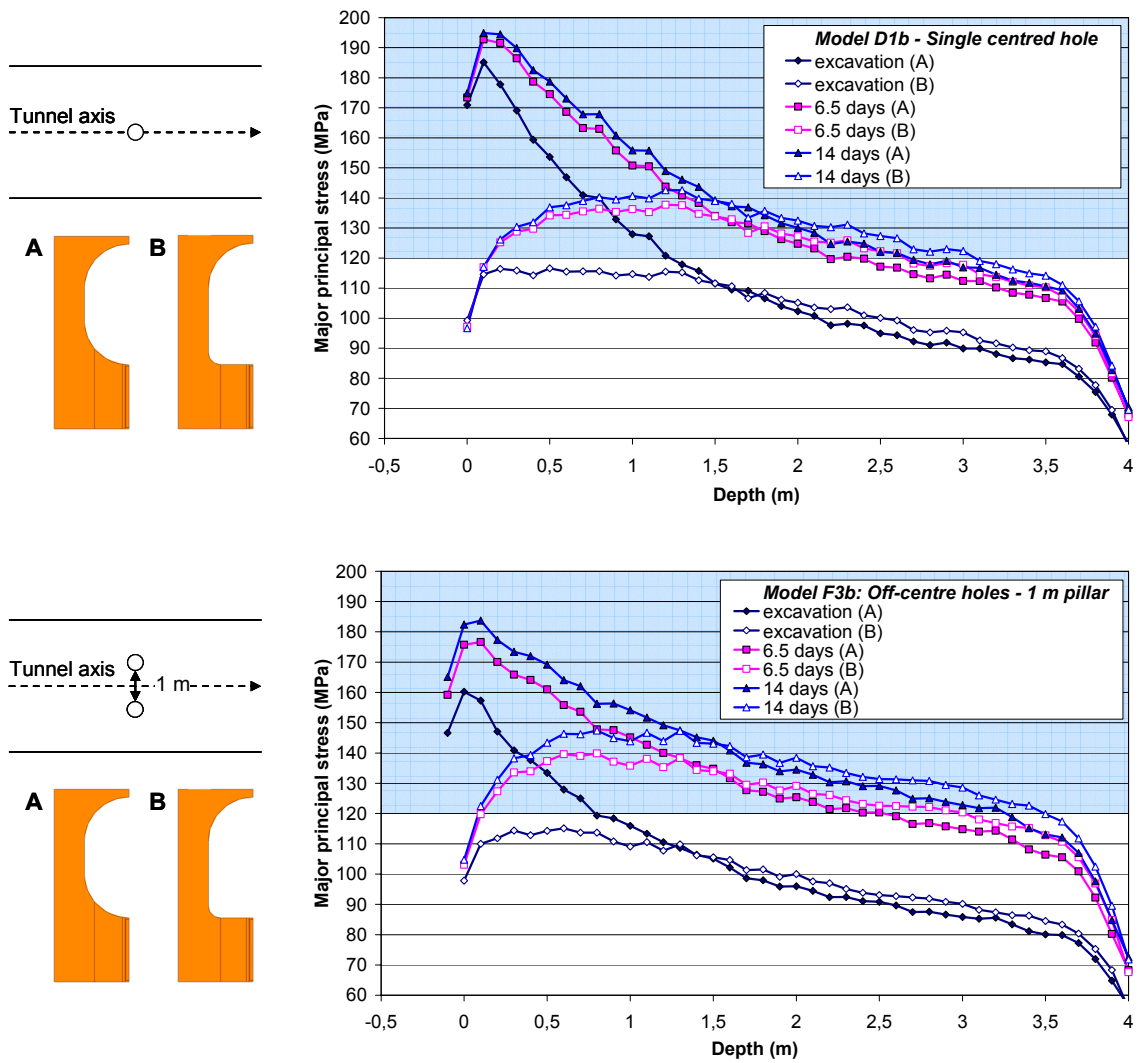 200
190
180
170
160
150
140
130
120
110
100
90
80
70
60
Major principal stress (MPa)
Model D1b - Single centred hole
excavation (A)
excavation (B)
6.5 days (A)
6.5 days (B)
14 days (A)
14 days (B)
-0,5 0 0,5 1 1,5 2 2,5 3 3,5 4
Depth (m)
Tunnel axis
A B
200
190
180
170
160
150
140
130
120
110
100
90
80
70
60
Major principal stress (MPa)
Model F3b: Off-centre holes - 1 m pillar
excavation (A)
excavation (B)
6.5 days (A)
6.5 days (B)
14 days (A)
14 days (B)
-0,5 0 0,5 1 1,5 2 2,5 3 3,5 4
Depth (m)
Tunnel axis
1 m
A B